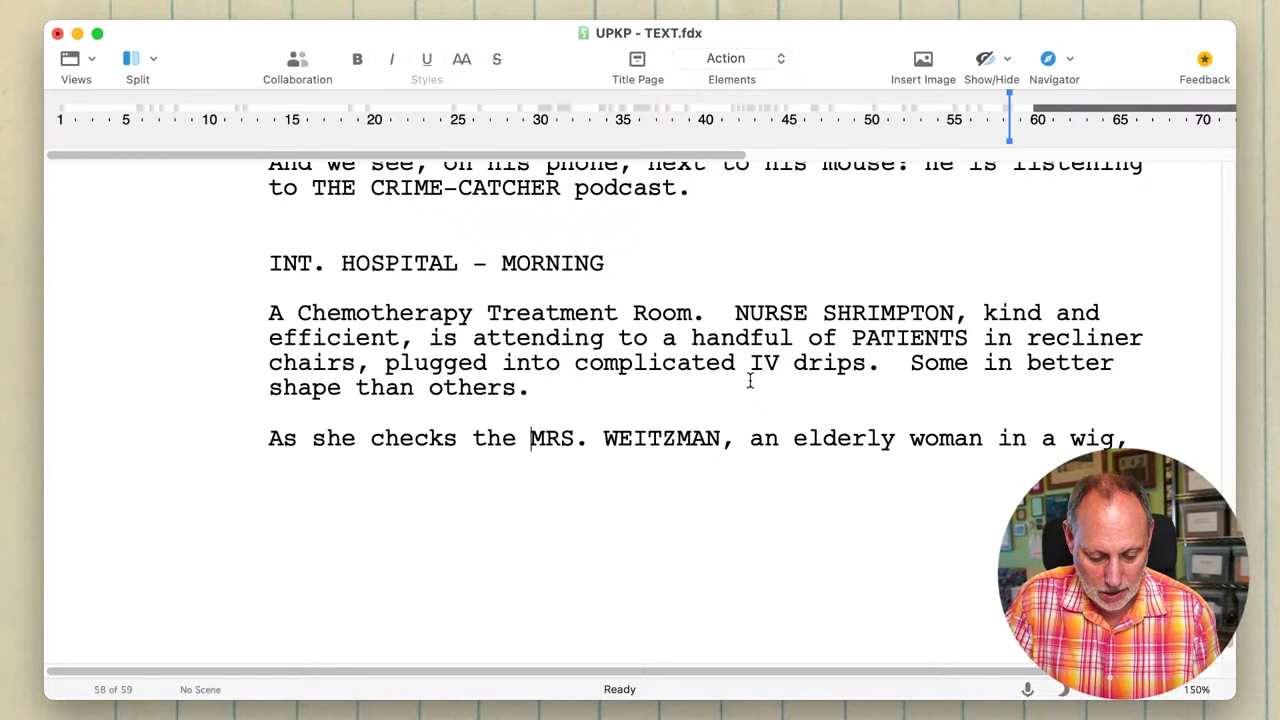 UPKP - TEXT.fdx
Views Split Collaboration B I U AA S Styles Title Page Action Elements Insert Image Show/Hide Navigator Feedback
1 5 10 15 20 25 30 35 40 45 50 55 60 65 70
And we see, on his phone, next to his mouse: he is listening
to THE CRIME-CATCHER podcast.
INT. HOSPITAL - MORNING
A Chemotherapy Treatment Room.  NURSE SHRIMPTON, kind and
efficient, is attending to a handful of PATIENTS in recliner
chairs, plugged into complicated IV drips.  Some in better
shape than others.
As she checks the MRS. WEITZMAN, an elderly woman in a wig,
58 of 59 No Scene Ready 150%